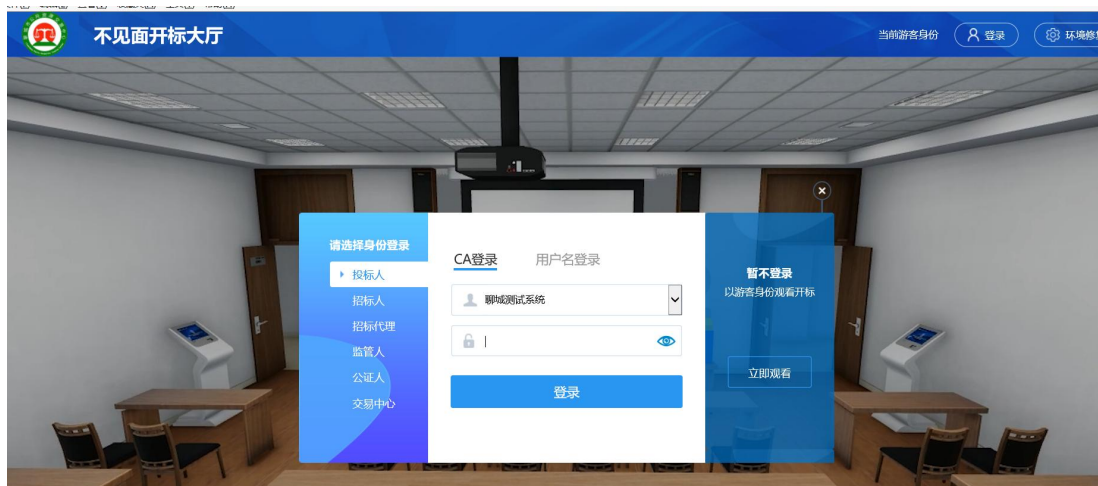 不见面开标大厅
当前游客身份
登录
环境修复
请选择身份登录
投标人
招标人
招标代理
监管人
公证人
交易中心
CA登录
用户名登录
聊城测试系统
登录
暂不登录
以游客身份观看开标
立即观看